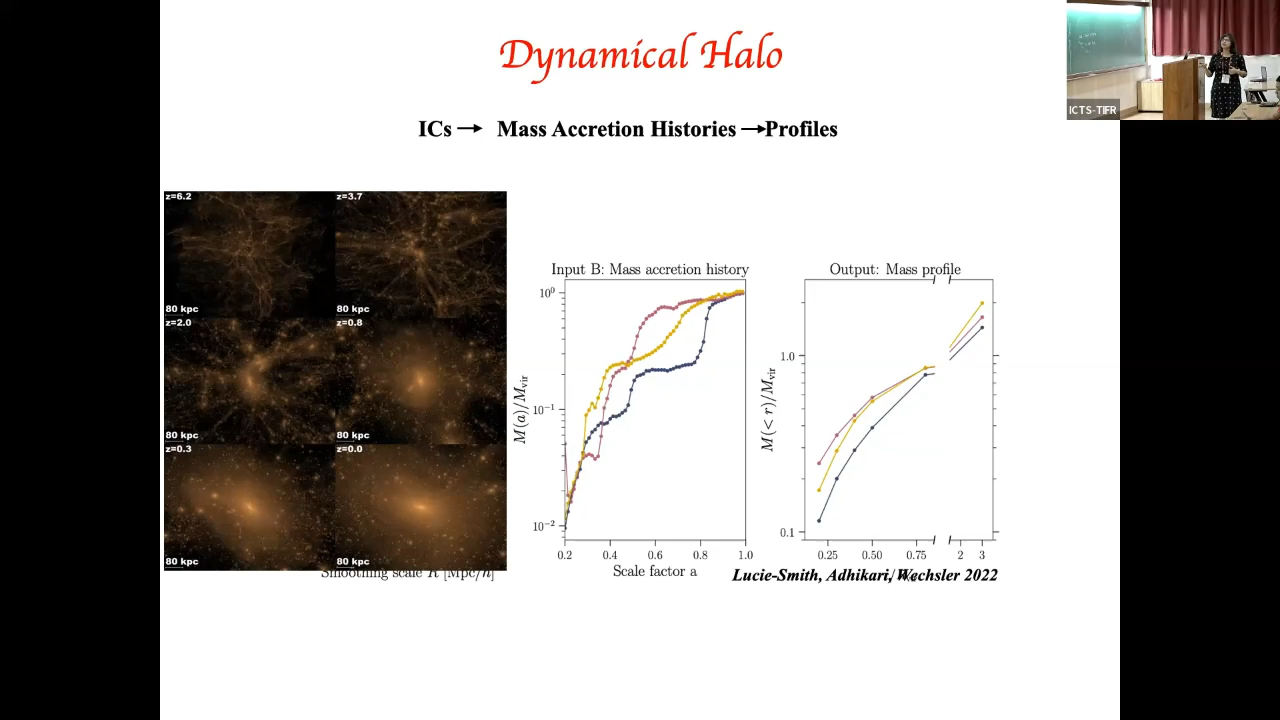 Dynamical Halo
ICTS-TIFR
ICs → Mass Accretion Histories → Profiles
z=6.2
z=3.7
80 kpc
80 kpc
z=2.0
z=0.8
80 kpc
80 kpc
z=0.3
z=0.0
80 kpc
80 kpc
Smoothing scale R [Mpc/h]
Input B: Mass accretion history
M(a)/M_vir
10^0
10^-1
10^-2
0.2 0.4 0.6 0.8 1.0
Scale factor a
Output: Mass profile
M(< r)/M_vir
1.0
0.1
0.25 0.50 0.75 2 3
Lucie-Smith, Adhikari, Wechsler 2022